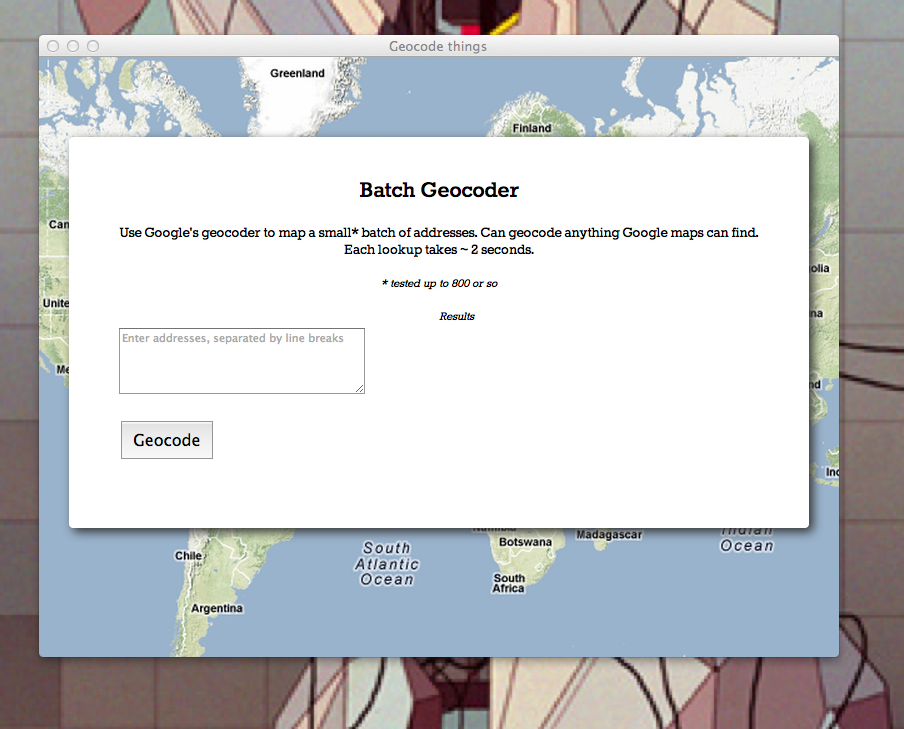 Geocode things
Greenland
Finland
Batch Geocoder
Can
Use Google's geocoder to map a small* batch of addresses. Can geocode anything Google maps can find.
Each lookup takes ~ 2 seconds.
olia
* tested up to 800 or so
Unite
na
Results
Enter addresses, separated by line breaks
Me
nd
Geocode
Ind
Namibia
Botswana
Madagascar
Indian
Ocean
Chile
South
Atlantic
Ocean
South
Africa
Argentina